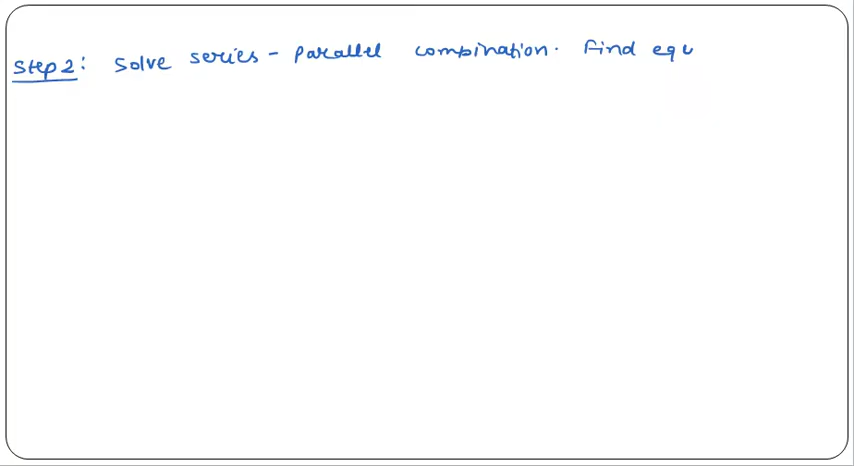 Step 2: Solve series - parallel combination. Find equ